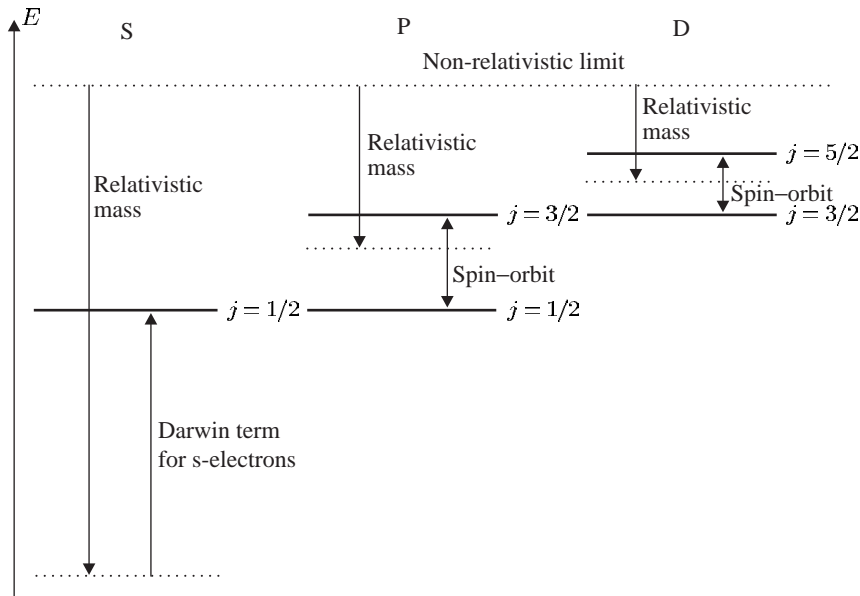 E
S
P
D
Non-relativistic limit
Relativistic
mass
Relativistic
mass
Relativistic
mass
j = 5/2
Spin−orbit
j = 3/2
j = 3/2
Spin−orbit
j = 1/2
j = 1/2
Darwin term
for s-electrons